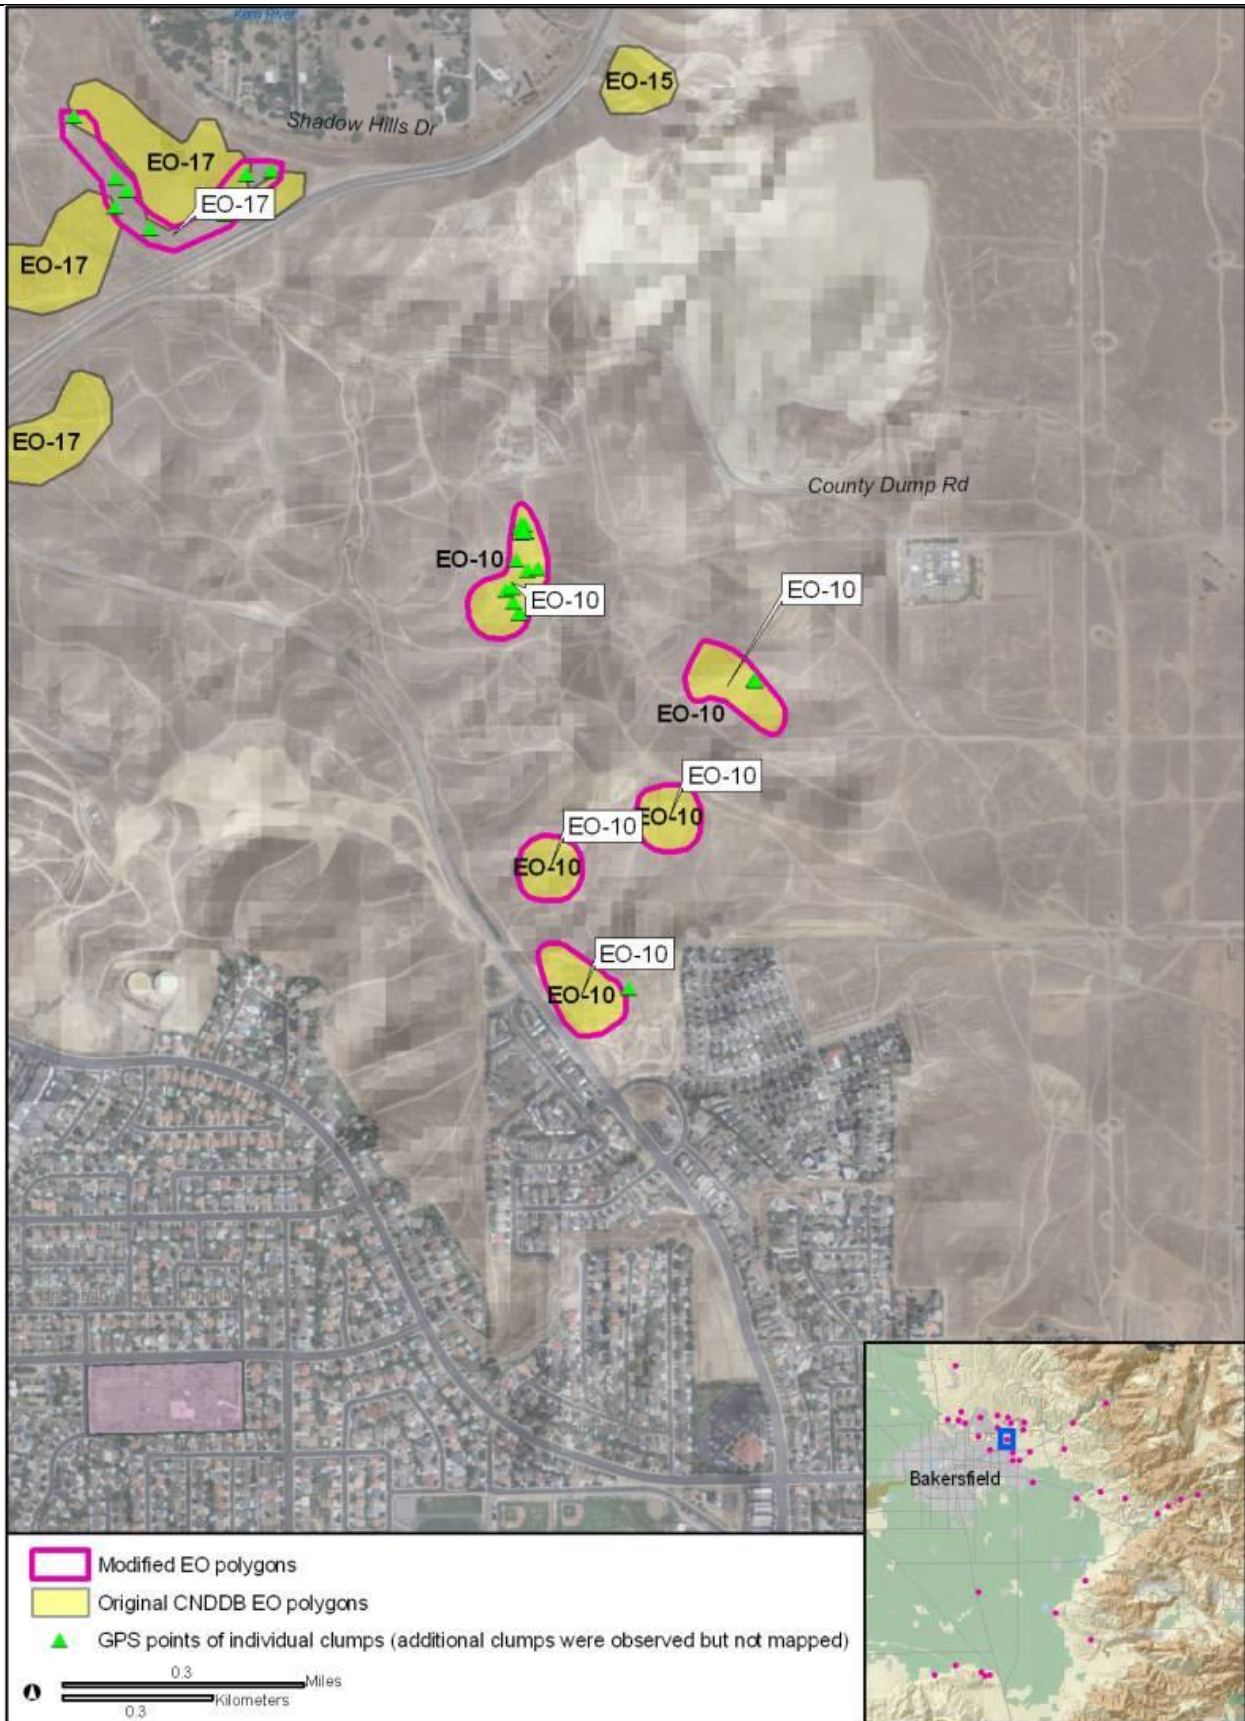 Kern River
EO-15
Shadow Hills Dr
EO-17
EO-17
EO-17
EO-17
County Dump Rd
EO-10
EO-10
EO-10
EO-10
EO-10
EO-10
EO-10
EO-10
EO-10
EO-10
Bakersfield
Modified EO polygons
Original CNDDB EO polygons
GPS points of individual clumps (additional clumps were observed but not mapped)
0.3
Miles
Kilometers
0.3